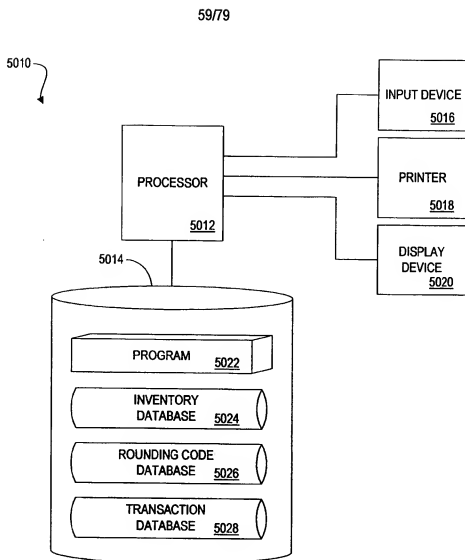 59/79
5010
INPUT DEVICE
5016
PROCESSOR
5012
PRINTER
5018
DISPLAY
DEVICE
5020
5014
PROGRAM
5022
INVENTORY
DATABASE
5024
ROUNDING CODE
DATABASE
5026
TRANSACTION
DATABASE
5028